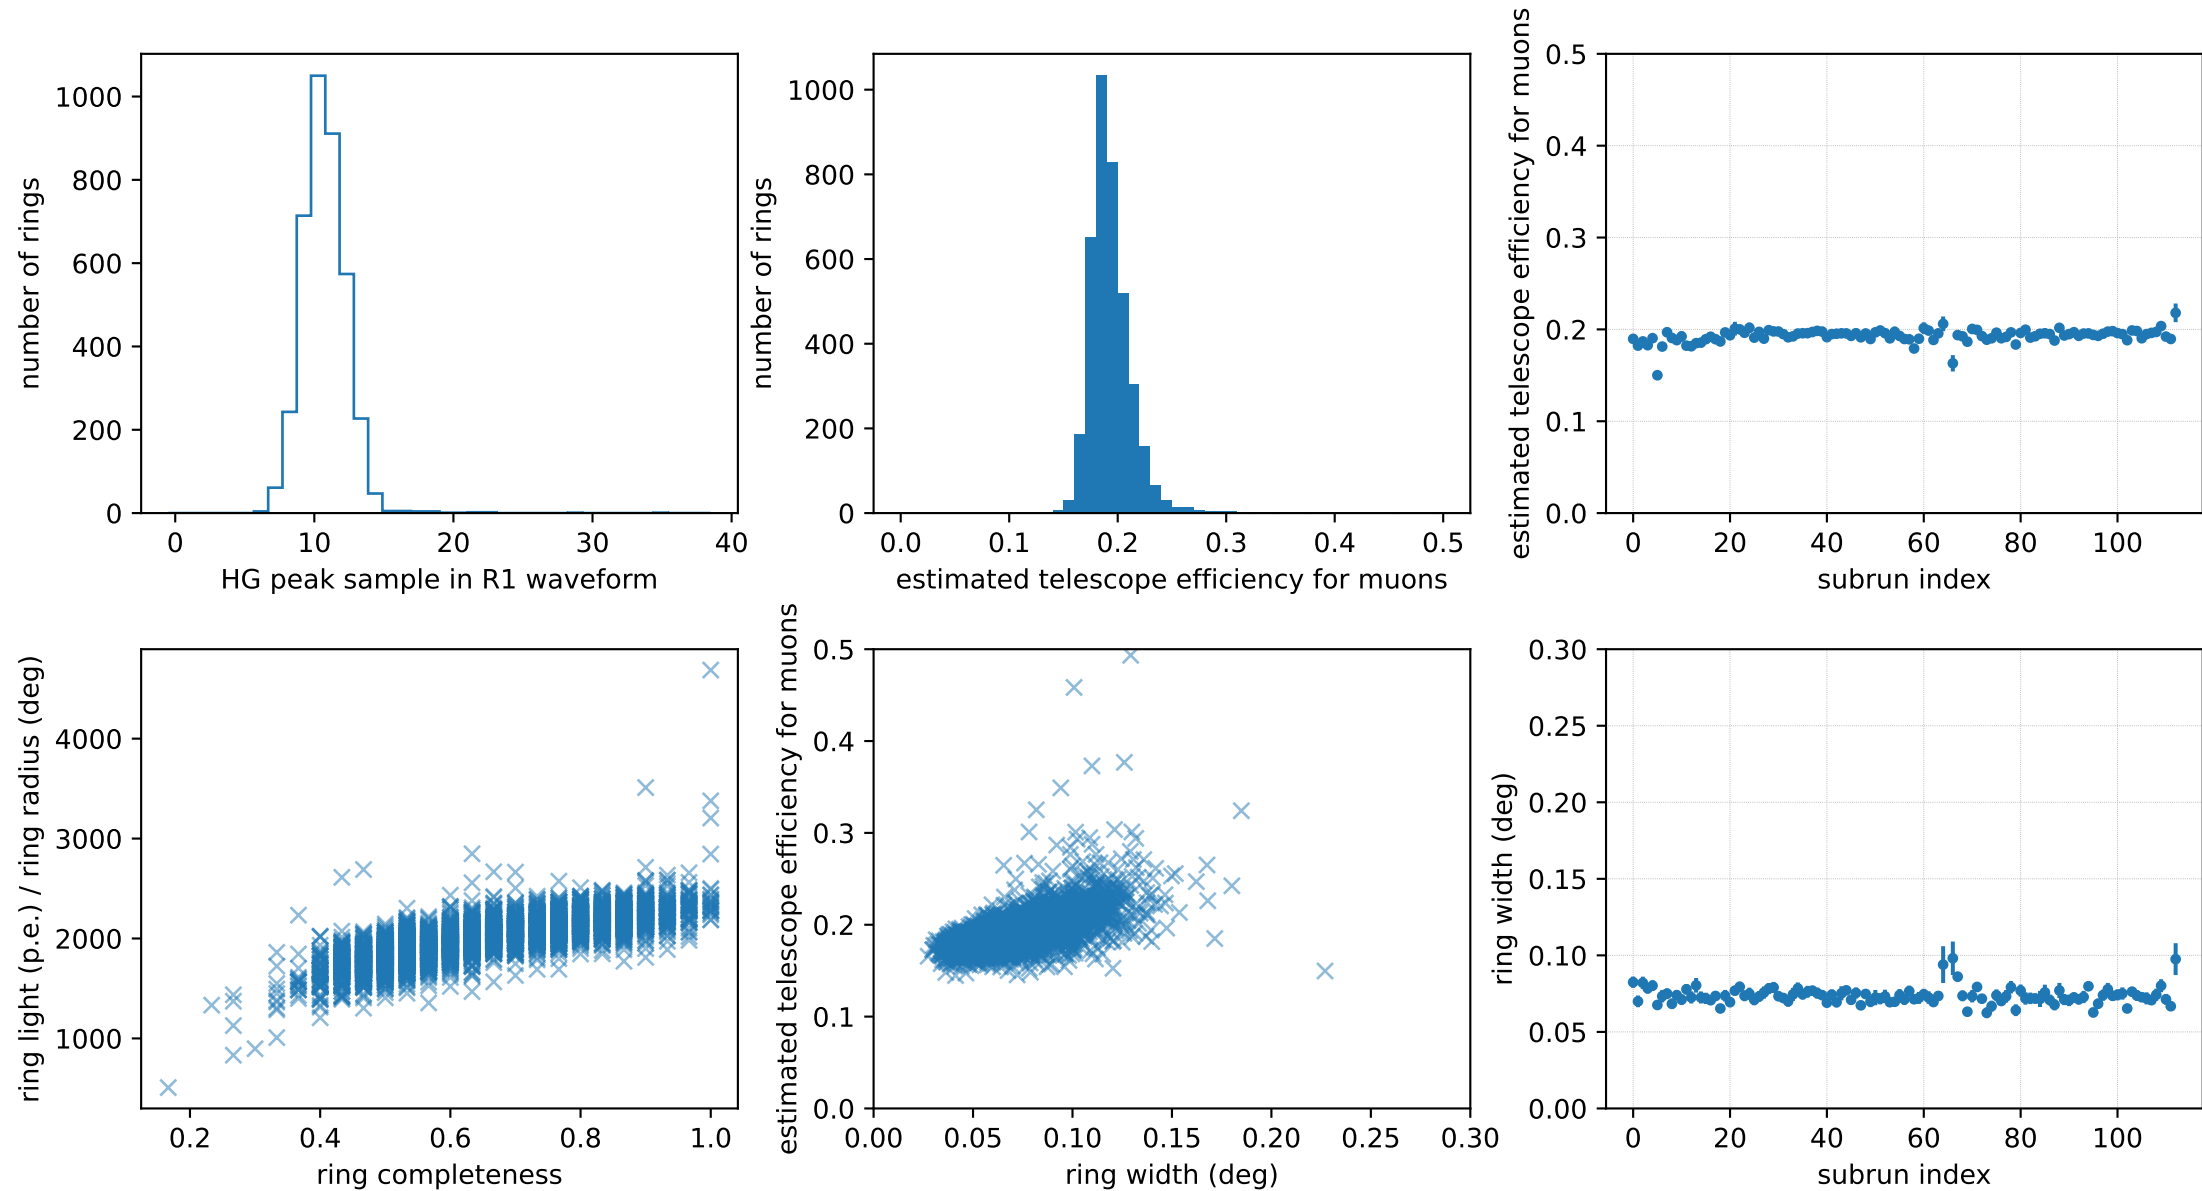 number of rings
1000
800
600
400
200
0
0 10 20 30 40
HG peak sample in R1 waveform
number of rings
1000
800
600
400
200
0
0.0 0.1 0.2 0.3 0.4 0.5
estimated telescope efficiency for muons
estimated telescope efficiency for muons
0.5
0.4
0.3
0.2
0.1
0.0
0 20 40 60 80 100
subrun index
ring light (p.e.) / ring radius (deg)
4000
3000
2000
1000
0.2 0.4 0.6 0.8 1.0
ring completeness
estimated telescope efficiency for muons
0.5
0.4
0.3
0.2
0.1
0.0
0.00 0.05 0.10 0.15 0.20 0.25 0.30
ring width (deg)
ring width (deg)
0.30
0.25
0.20
0.15
0.10
0.05
0.00
0 20 40 60 80 100
subrun index